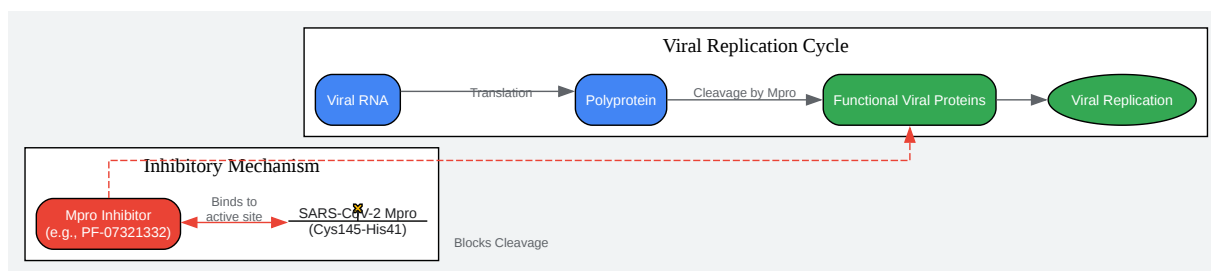 Viral Replication Cycle
Viral RNA
Translation
Polyprotein
Cleavage by Mpro
Functional Viral Proteins
Viral Replication
Inhibitory Mechanism
Mpro Inhibitor
(e.g., PF-07321332)
Binds to
active site
SARS-CoV-2 Mpro
(Cys145-His41)
Blocks Cleavage